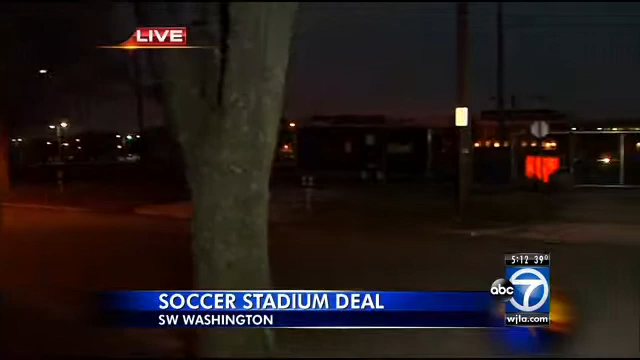 LIVE
5:12 39°
abc 7
wjla.com
SOCCER STADIUM DEAL
SW WASHINGTON